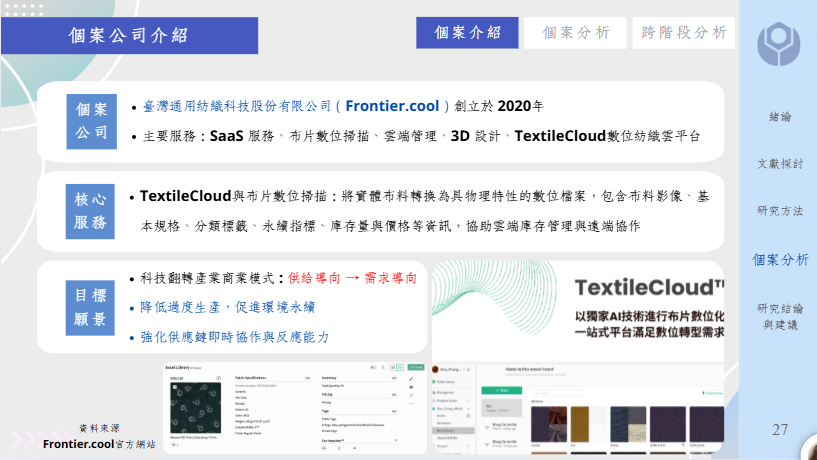 個案公司介紹
個案介紹
個案分析
跨階段分析
個案
公司
• 臺灣通用紡織科技股份有限公司（Frontier.cool）創立於 2020年
• 主要服務：SaaS 服務、布片數位掃描、雲端管理、3D 設計、TextileCloud數位紡織雲平台
核心
服務
• TextileCloud與布片數位掃描：將實體布料轉換為具物理特性的數位檔案，包含布料影像、基
本規格、分類標籤、永續指標、庫存量與價格等資訊，協助雲端庫存管理與遠端協作
目標
願景
• 科技翻轉產業商業模式：供給導向 → 需求導向
• 降低過度生產，促進環境永續
• 強化供應鏈即時協作與反應能力
TextileCloud™
以獨家AI技術進行布片數位化
一站式平台滿足數位轉型需求
Asset Library
Fabric Specifications
Inventory
Pricing
Tags
Items in this mood board
資料來源
Frontier.cool官方網站
緒論
文獻探討
研究方法
個案分析
研究結論
與建議
27